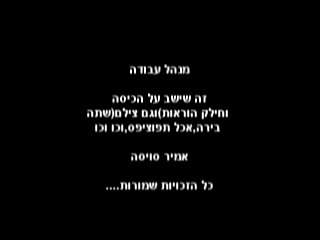 מנהל עבודה
זה שישב על הכיסה
וחילק הוראות)וגם צילם(שתה
בירה,אכל תפוציפס,וכו וכו
אמיר סויסה
כל הזכויות שמורות....